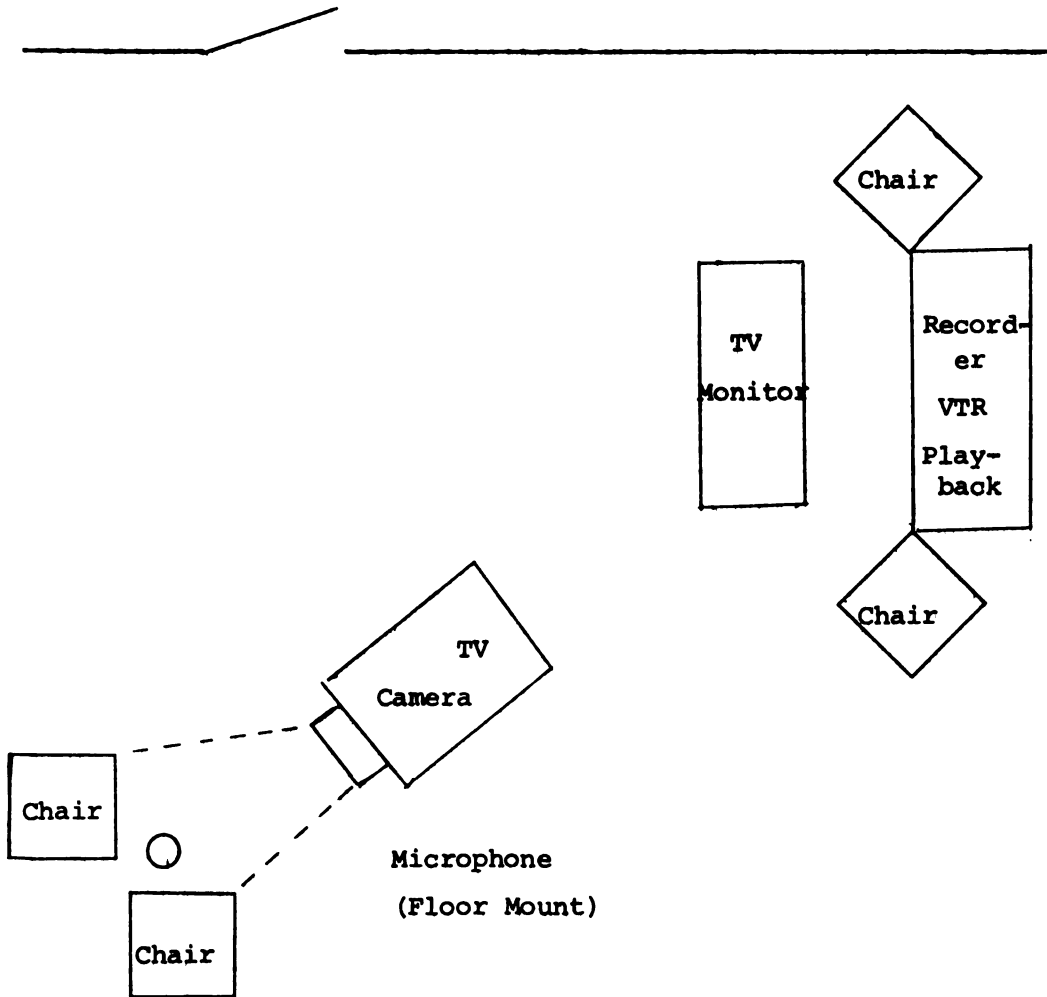 Chair
TV
Monitor
Record-
er
VTR
Play-
back
Chair
TV
Camera
Chair
Microphone
(Floor Mount)
Chair